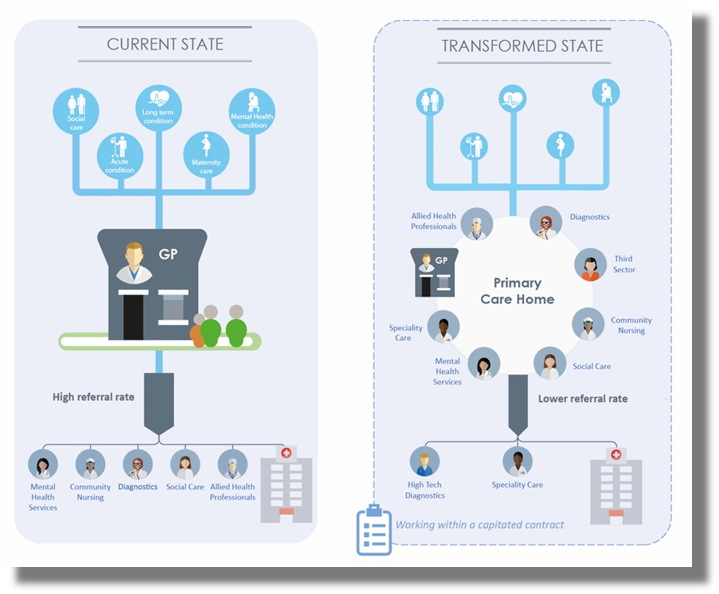 CURRENT STATE
Social
care
Long term
condition
Mental Health
condition
Acute
condition
Maternity
care
GP
High referral rate
Mental
Health
Services
Community
Nursing
Diagnostics
Social Care
Allied Health
Professionals
TRANSFORMED STATE
Allied Health
Professionals
Diagnostics
GP
Third
Sector
Primary
Care Home
Speciality
Care
Community
Nursing
Mental
Health
Services
Social Care
Lower referral rate
High Tech
Diagnostics
Speciality Care
Working within a capitated contract